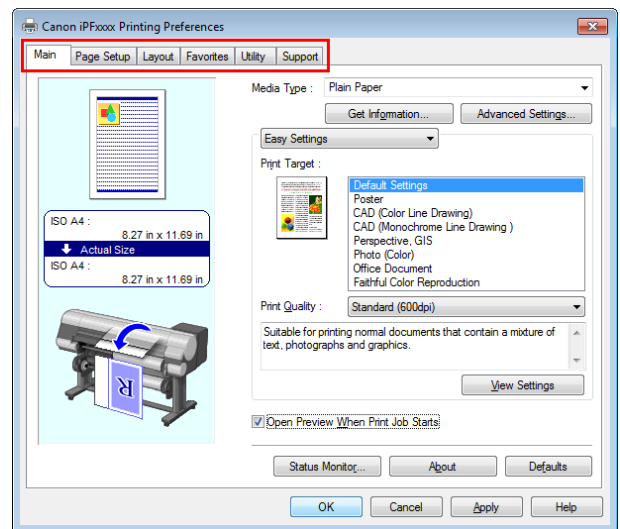 Canon iPFxxxx Printing Preferences
Main Page Setup Layout Favorites Utility Support
Media Type : Plain Paper
Get Information... Advanced Settings...
Easy Settings
Print Target :
Default Settings
Poster
CAD (Color Line Drawing)
CAD (Monochrome Line Drawing )
Perspective, GIS
Photo (Color)
Office Document
Faithful Color Reproduction
ISO A4 :
8.27 in x 11.69 in
Actual Size
ISO A4 :
8.27 in x 11.69 in
Print Quality : Standard (600dpi)
Suitable for printing normal documents that contain a mixture of
text, photographs and graphics.
R
View Settings
Open Preview When Print Job Starts
Status Monitor... About Defaults
OK Cancel Apply Help